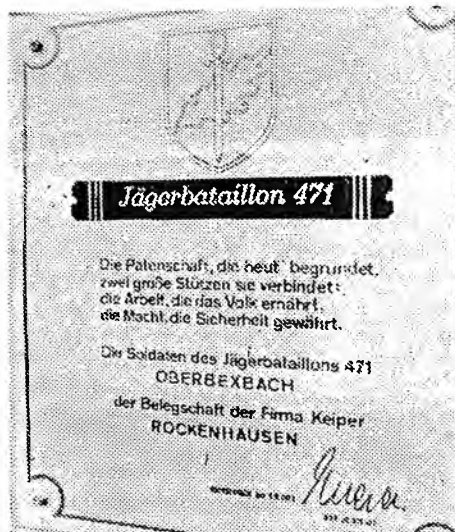 Jägerbataillon 471
Die Patenschaft, die heut' begründet,
zwei große Stützen sie verbindet:
die Arbeit, die das Volk ernährt,
die Macht, die Sicherheit gewährt.
Die Soldaten des Jägerbataillons 471
OBERBEXBACH
der Belegschaft der Firma Keiper
ROCKENHAUSEN